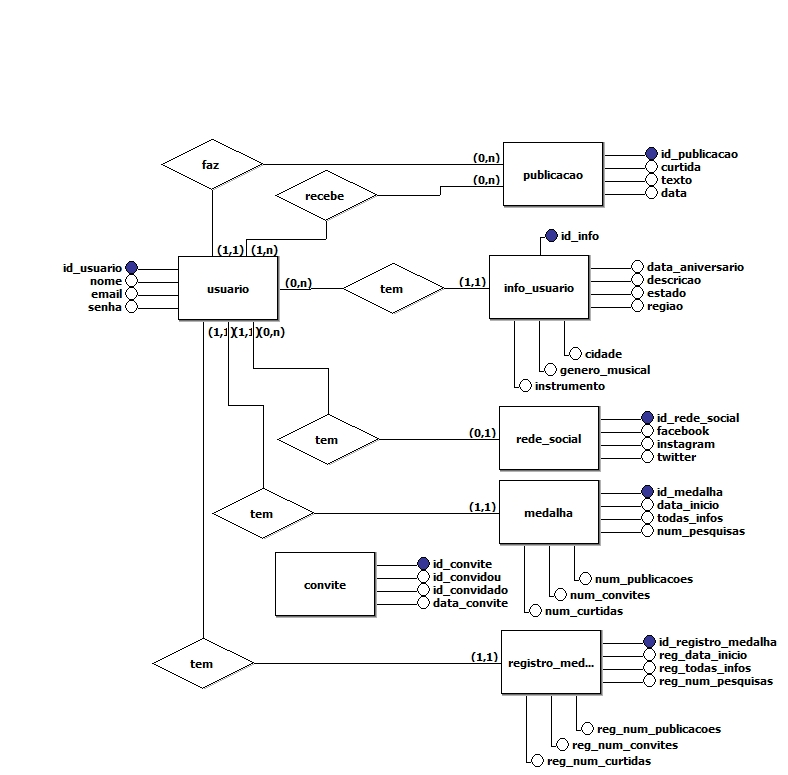 faz
(0,n)
publicacao
id_publicacao
curtida
texto
data
recebe
(0,n)
(1,1)
(1,n)
id_info
id_usuario
nome
email
senha
usuario
(0,n)
tem
(1,1)
info_usuario
data_aniversario
descricao
estado
regiao
cidade
genero_musical
instrumento
(1,1)(1,1)(0,n)
tem
(0,1)
rede_social
id_rede_social
facebook
instagram
twitter
tem
(1,1)
medalha
id_medalha
data_inicio
todas_infos
num_pesquisas
num_publicacoes
num_convites
num_curtidas
convite
id_convite
id_convidou
id_convidado
data_convite
tem
(1,1)
registro_med...
id_registro_medalha
reg_data_inicio
reg_todas_infos
reg_num_pesquisas
reg_num_publicacoes
reg_num_convites
reg_num_curtidas